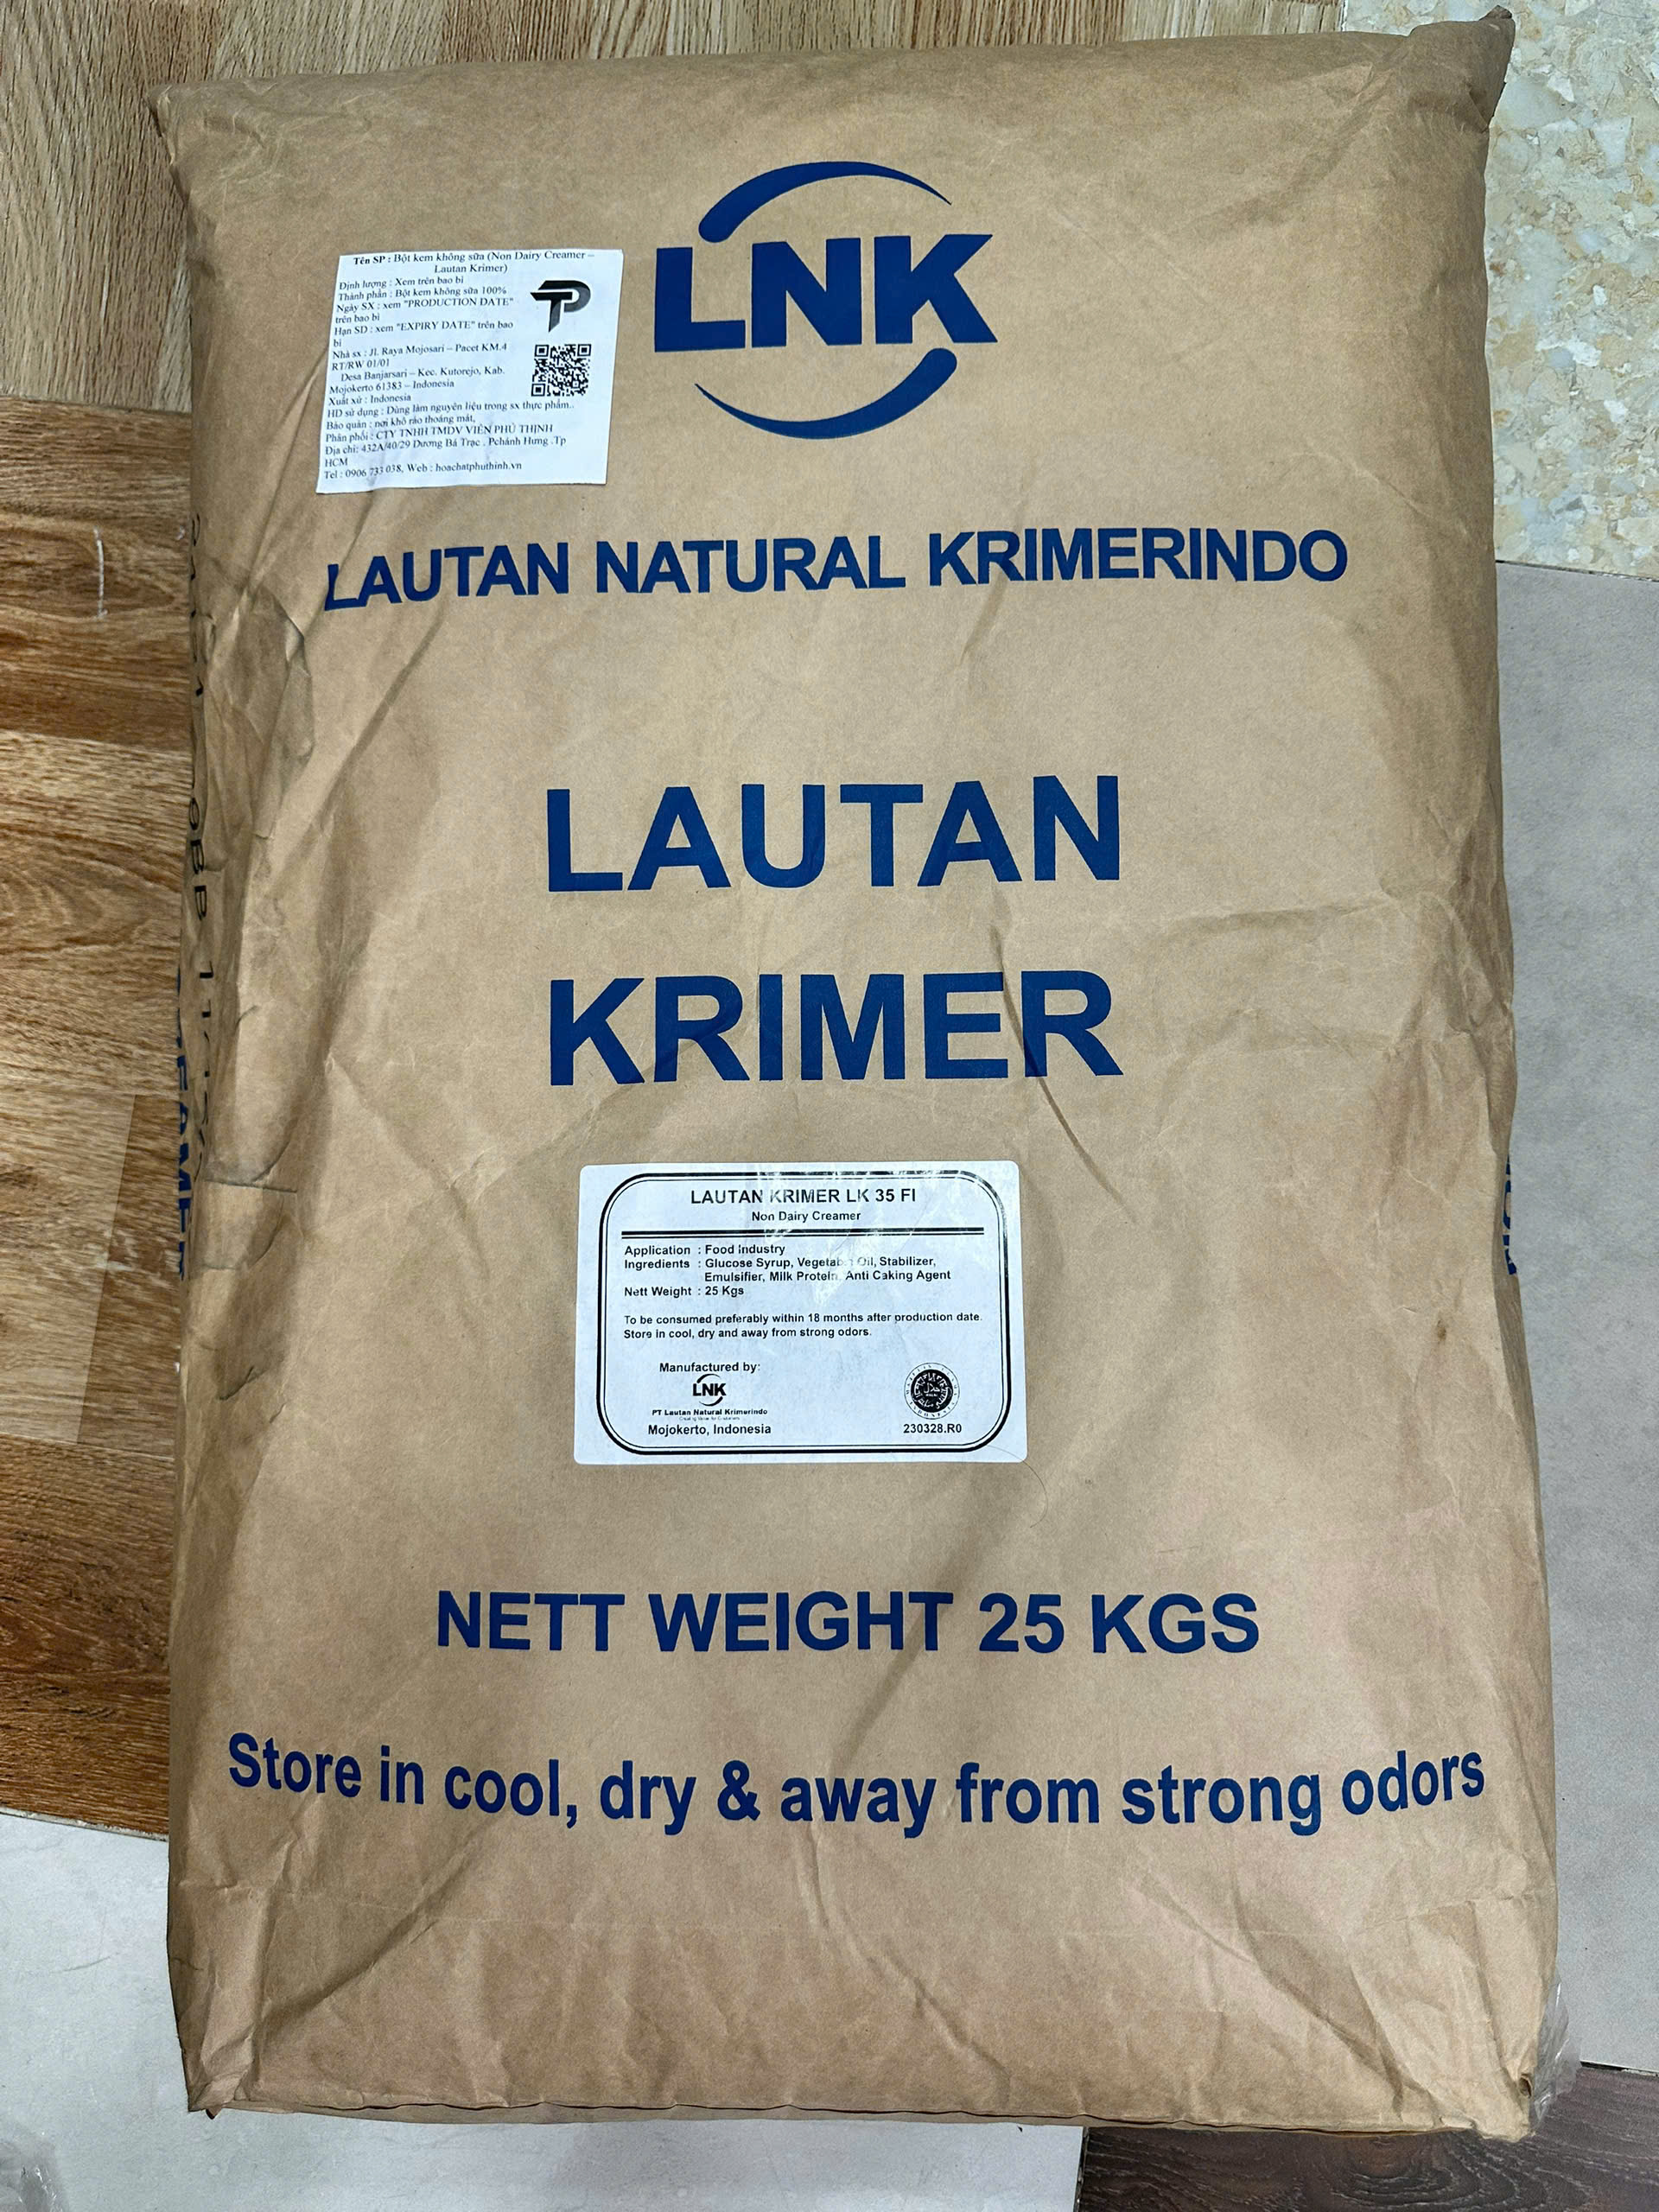 LNK
Tên SP : Bột kem không sữa (Non Dairy Creamer –
Lautan Krimer)
Định lượng : Xem trên bao bì
Thành phần : Bột kem không sữa 100%
Ngày SX : xem "PRODUCTION DATE"
trên bao bì
Hạn SD : xem "EXPIRY DATE" trên bao
bì
Nhà sx : Jl. Raya Mojosari – Pacet KM.4
RT/RW 01/01
Desa Banjarsari – Kec. Kutorejo, Kab.
Mojokerto 61383 – Indonesia
Xuất xứ : Indonesia
HD sử dụng : Dùng làm nguyên liệu trong sx thực phẩm..
Bảo quản : nơi khô ráo thoáng mát,
Phân phối : CTY TNHH TMDV VIỄN PHÚ THỊNH
Địa chỉ: 432A/40/29 Dương Bá Trạc . Pchánh Hưng .Tp
HCM
Tel : 0906 733 038, Web : hoachatphuthinh.vn
LAUTAN NATURAL KRIMERINDO
LAUTAN
KRIMER
LAUTAN KRIMER LK 35 FI
Non Dairy Creamer
Application : Food Industry
Ingredients : Glucose Syrup, Oil, Stabilizer,
Emulsifier, Milk Protein, Anti Caking Agent
Nett Weight : 25 Kgs
To be consumed preferably within 18 months after production date.
Store in cool, dry and away from strong odors.
Manufactured by:
LNK
PT Lautan Natural Krimerindo
Mojokerto, Indonesia
230328.R0
NETT WEIGHT 25 KGS
Store in cool, dry & away from strong odors